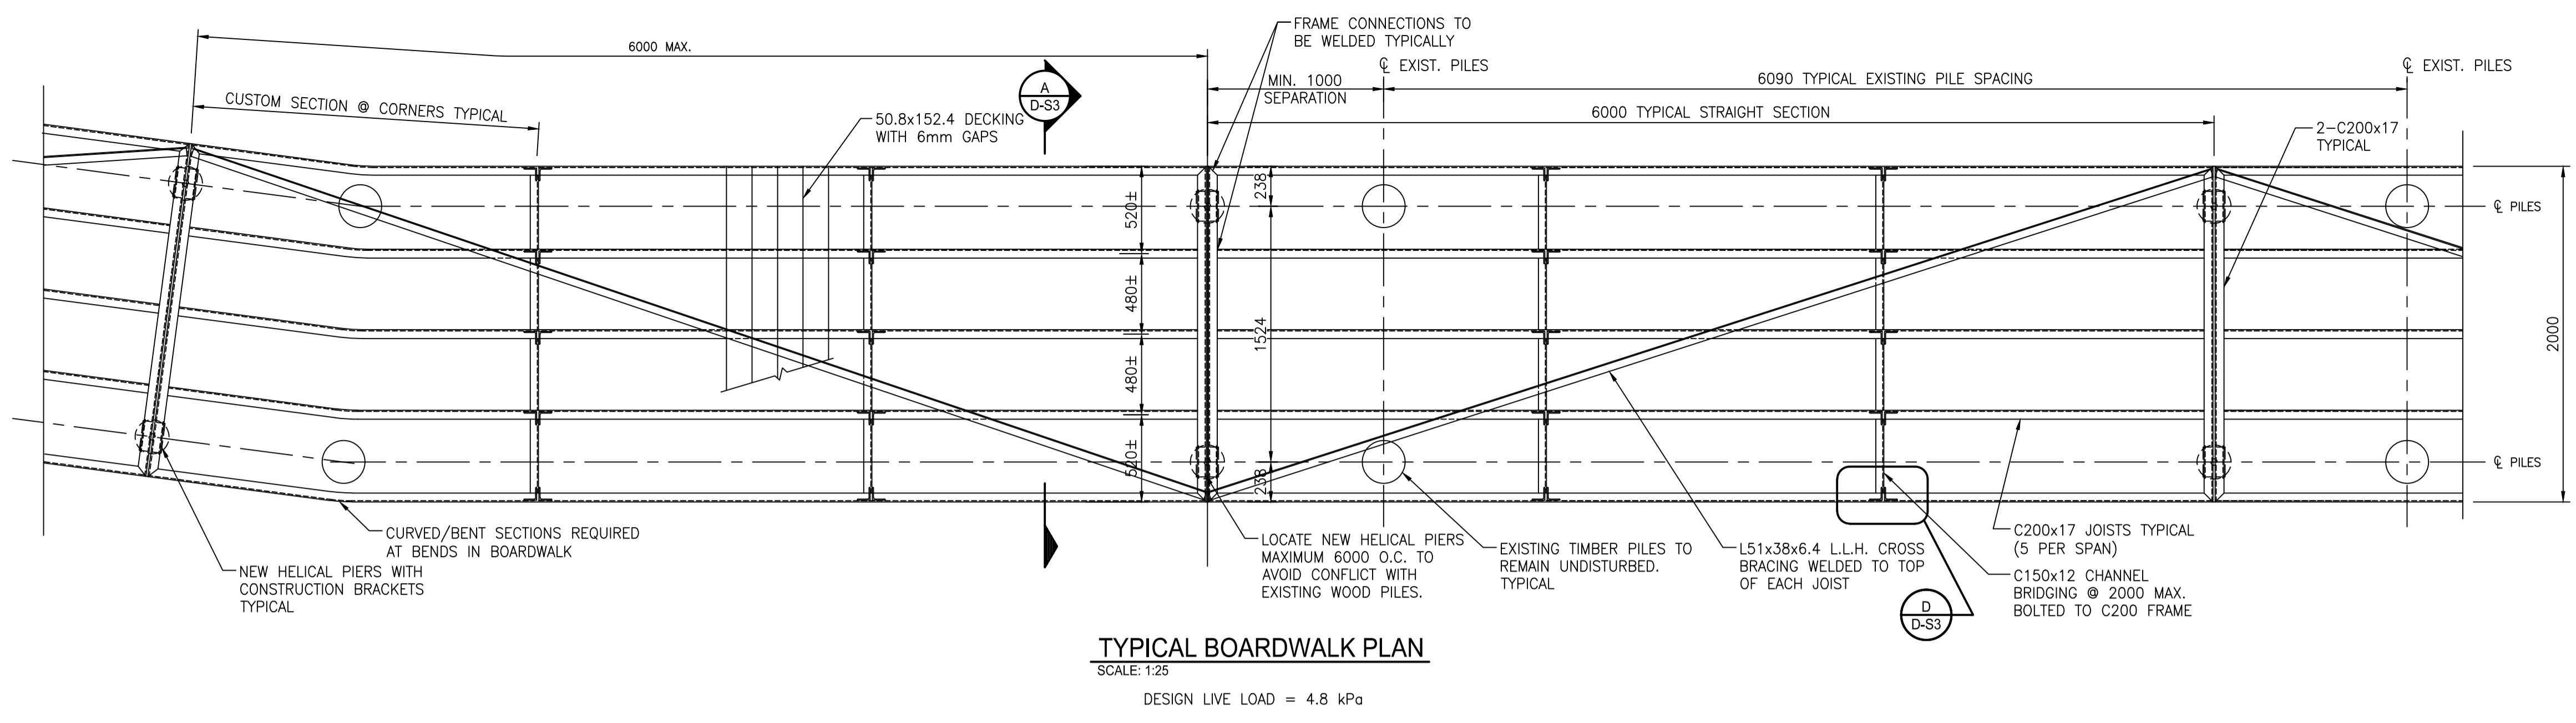 FRAME CONNECTIONS TO
BE WELDED TYPICALLY
6000 MAX.
℄ EXIST. PILES
℄ EXIST. PILES
MIN. 1000
SEPARATION
6090 TYPICAL EXISTING PILE SPACING
A
D-S3
CUSTOM SECTION @ CORNERS TYPICAL
6000 TYPICAL STRAIGHT SECTION
50.8x152.4 DECKING
WITH 6mm GAPS
2-C200x17
TYPICAL
238
520±
℄ PILES
480±
1524
2000
480±
520±
238
℄ PILES
CURVED/BENT SECTIONS REQUIRED
AT BENDS IN BOARDWALK
NEW HELICAL PIERS WITH
CONSTRUCTION BRACKETS
TYPICAL
LOCATE NEW HELICAL PIERS
MAXIMUM 6000 O.C. TO
AVOID CONFLICT WITH
EXISTING WOOD PILES.
EXISTING TIMBER PILES TO
REMAIN UNDISTURBED.
TYPICAL
L51x38x6.4 L.L.H. CROSS
BRACING WELDED TO TOP
OF EACH JOIST
C200x17 JOISTS TYPICAL
(5 PER SPAN)
C150x12 CHANNEL
BRIDGING @ 2000 MAX.
BOLTED TO C200 FRAME
D
D-S3
TYPICAL BOARDWALK PLAN
SCALE: 1:25
DESIGN LIVE LOAD = 4.8 kPa